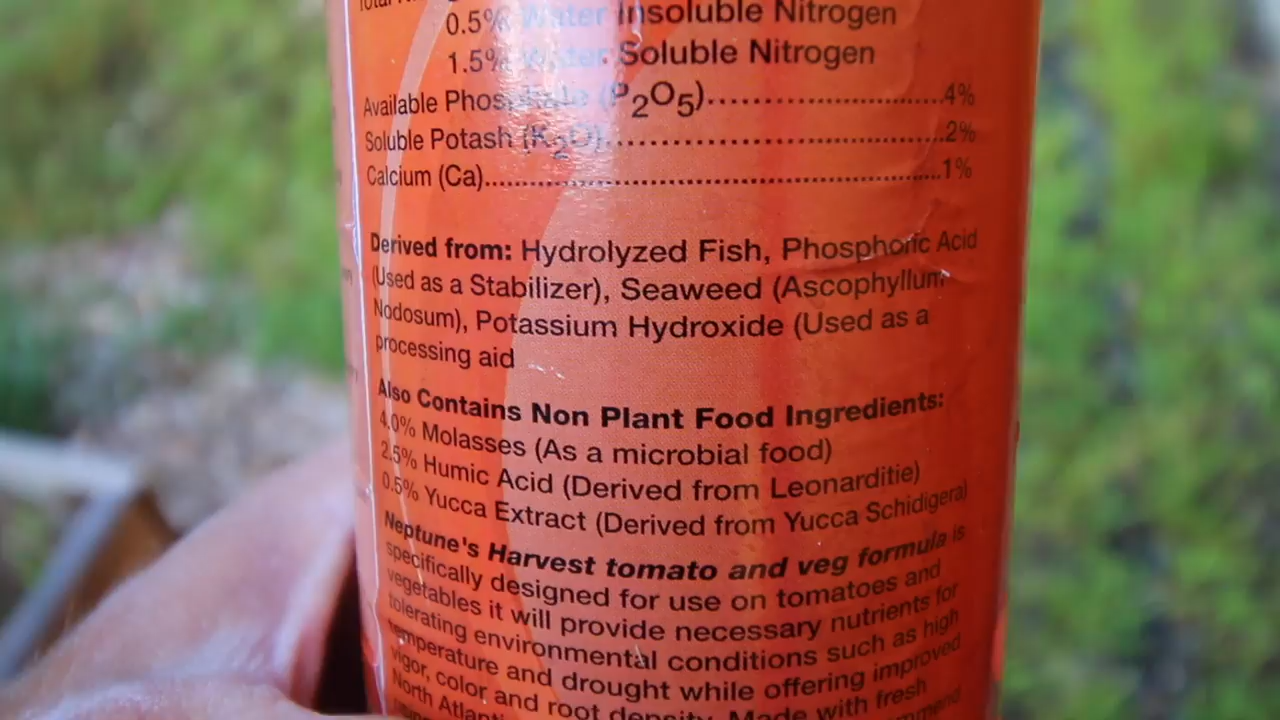 0.5% Water Insoluble Nitrogen
1.5% Water Soluble Nitrogen
Available Phosphate (P2O5)........................4%
Soluble Potash (K2O)....................................2%
Calcium (Ca)..................................................1%
Derived from: Hydrolyzed Fish, Phosphoric Acid
(Used as a Stabilizer), Seaweed (Ascophyllum
Nodosum), Potassium Hydroxide (Used as a
processing aid
Also Contains Non Plant Food Ingredients:
4.0% Molasses (As a microbial food)
2.5% Humic Acid (Derived from Leonarditie)
0.5% Yucca Extract (Derived from Yucca Schidigera)
Neptune's Harvest tomato and veg formula is
specifically designed for use on tomatoes and
vegetables it will provide necessary nutrients for
tolerating environmental conditions such as high
temperature and drought while offering improved
vigor, color and root density. Made with fresh
North